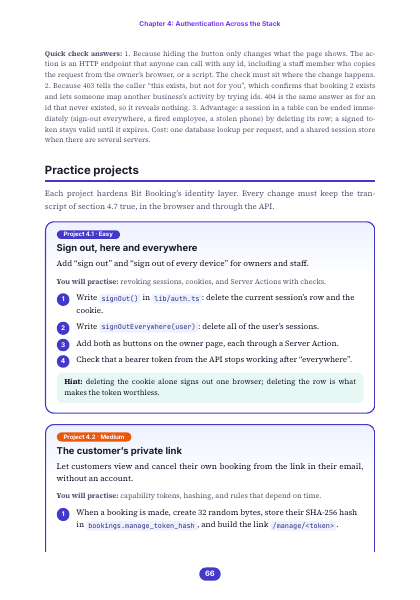 Chapter 4: Authentication Across the Stack
Quick check answers: 1. Because hiding the button only changes what the page shows. The ac-
tion is an HTTP endpoint that anyone can call with any id, including a staff member who copies
the request from the owner's browser, or a script. The check must sit where the change happens.
2. Because 403 tells the caller “this exists, but not for you”, which confirms that booking 2 exists
and lets someone map another business's activity by trying ids. 404 is the same answer as for an
id that never existed, so it reveals nothing. 3. Advantage: a session in a table can be ended imme-
diately (sign-out everywhere, a fired employee, a stolen phone) by deleting its row; a signed to-
ken stays valid until it expires. Cost: one database lookup per request, and a shared session store
when there are several servers.
Practice projects
Each project hardens Bit Booking's identity layer. Every change must keep the tran-
script of section 4.7 true, in the browser and through the API.
Project 4.1 · Easy
Sign out, here and everywhere
Add “sign out” and “sign out of every device” for owners and staff.
You will practise: revoking sessions, cookies, and Server Actions with checks.
1 Write signOut() in lib/auth.ts: delete the current session's row and the
cookie.
2 Write signOutEverywhere(user): delete all of the user's sessions.
3 Add both as buttons on the owner page, each through a Server Action.
4 Check that a bearer token from the API stops working after “everywhere”.
Hint: deleting the cookie alone signs out one browser; deleting the row is what
makes the token worthless.
Project 4.2 · Medium
The customer's private link
Let customers view and cancel their own booking from the link in their email,
without an account.
You will practise: capability tokens, hashing, and rules that depend on time.
1 When a booking is made, create 32 random bytes, store their SHA-256 hash
in bookings.manage_token_hash, and build the link /manage/<token>.
66